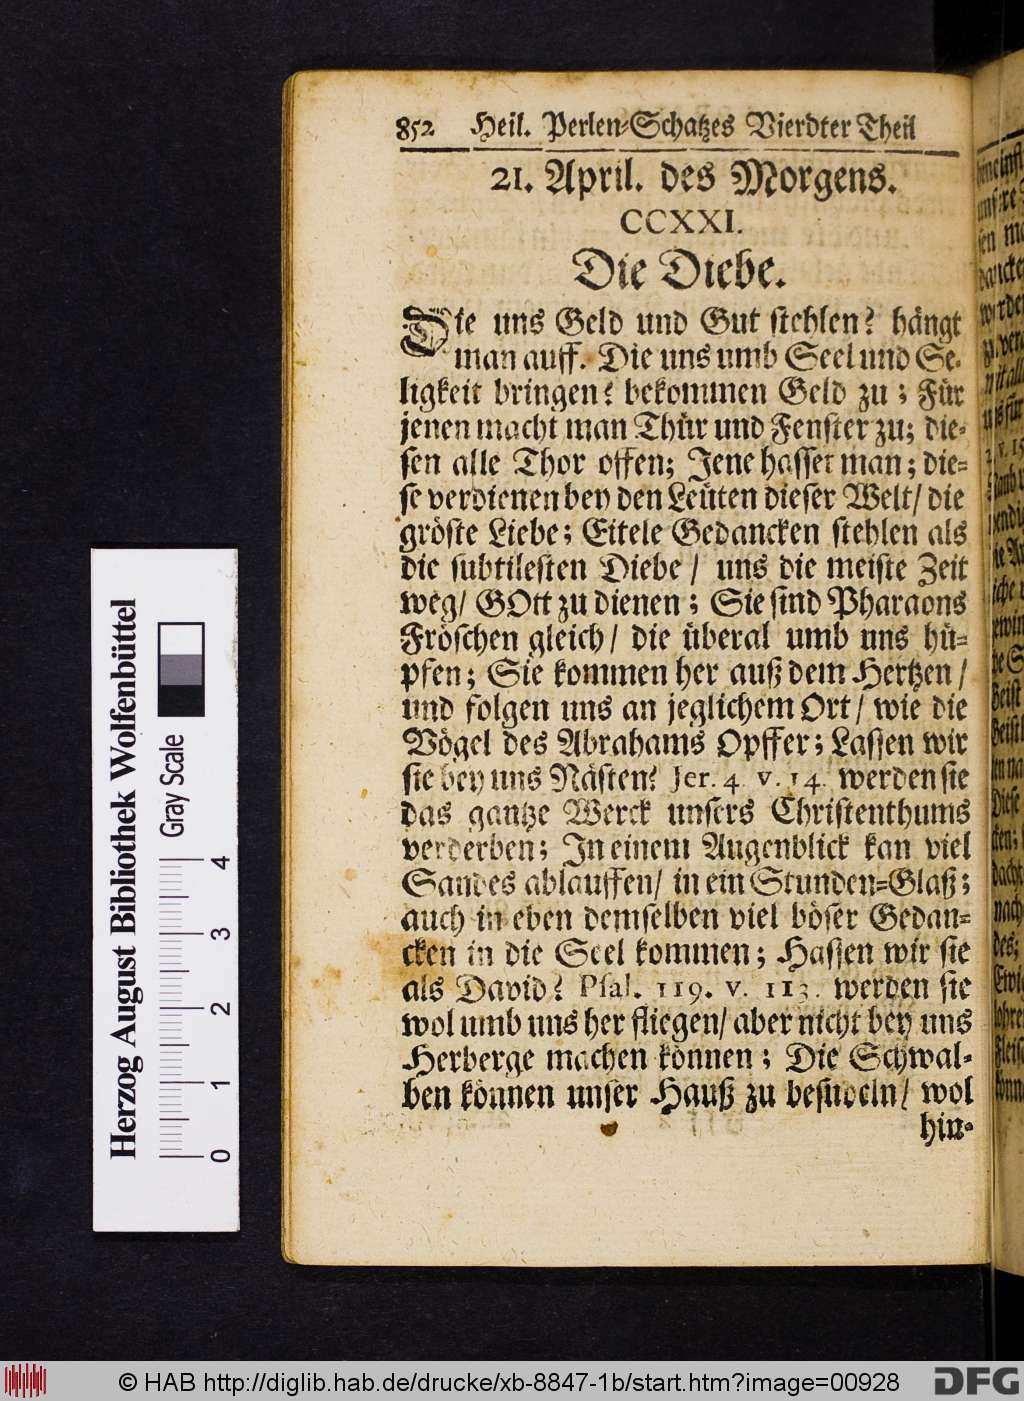 852 Heil. Perlen-Schatzes Vierdter Theil
21. April. des Morgens.
CCXXI.
Die Diebe.
Die uns Geld und Gut stehlen? hängt
man auff. Die uns umb Seel und Se-
ligkeit bringen? bekommen Geld zu; Für
jenen macht man Thür und Fenster zu; die-
sen alle Thor offen; Jene hasset man; die-
se verdienen bey den Leuten dieser Welt/ die
gröste Liebe; Eitele Gedancken stehlen als
die subtilesten Diebe/ uns die meiste Zeit
weg/ GOtt zu dienen; Sie sind Pharaons
Fröschen gleich/ die überal umb uns hü-
pfen; Sie kommen her auß dem Hertzen/
und folgen uns an jeglichem Ort/ wie die
Vögel des Abrahams Opffer; Lassen wir
sie bey uns Nästen? Jer. 4. v. 14. werden sie
das gantze Werck unsers Christenthums
verderben; In einem Augenblick kan viel
Sandes ablauffen/ in ein Stunden-Glaß;
auch in eben demselben viel böser Gedan-
cken in die Seel kommen; Hassen wir sie
als David? Psal. 119. v. 113. werden sie
wol umb uns her fliegen/ aber nicht bey uns
Herberge machen können; Die Schwal-
ben können unser Hauß zu besudeln/ wol
hin-
Herzog August Bibliothek Wolfenbüttel
Gray Scale
0 1 2 3 4
© HAB http://diglib.hab.de/drucke/xb-8847-1b/start.htm?image=00928
DFG